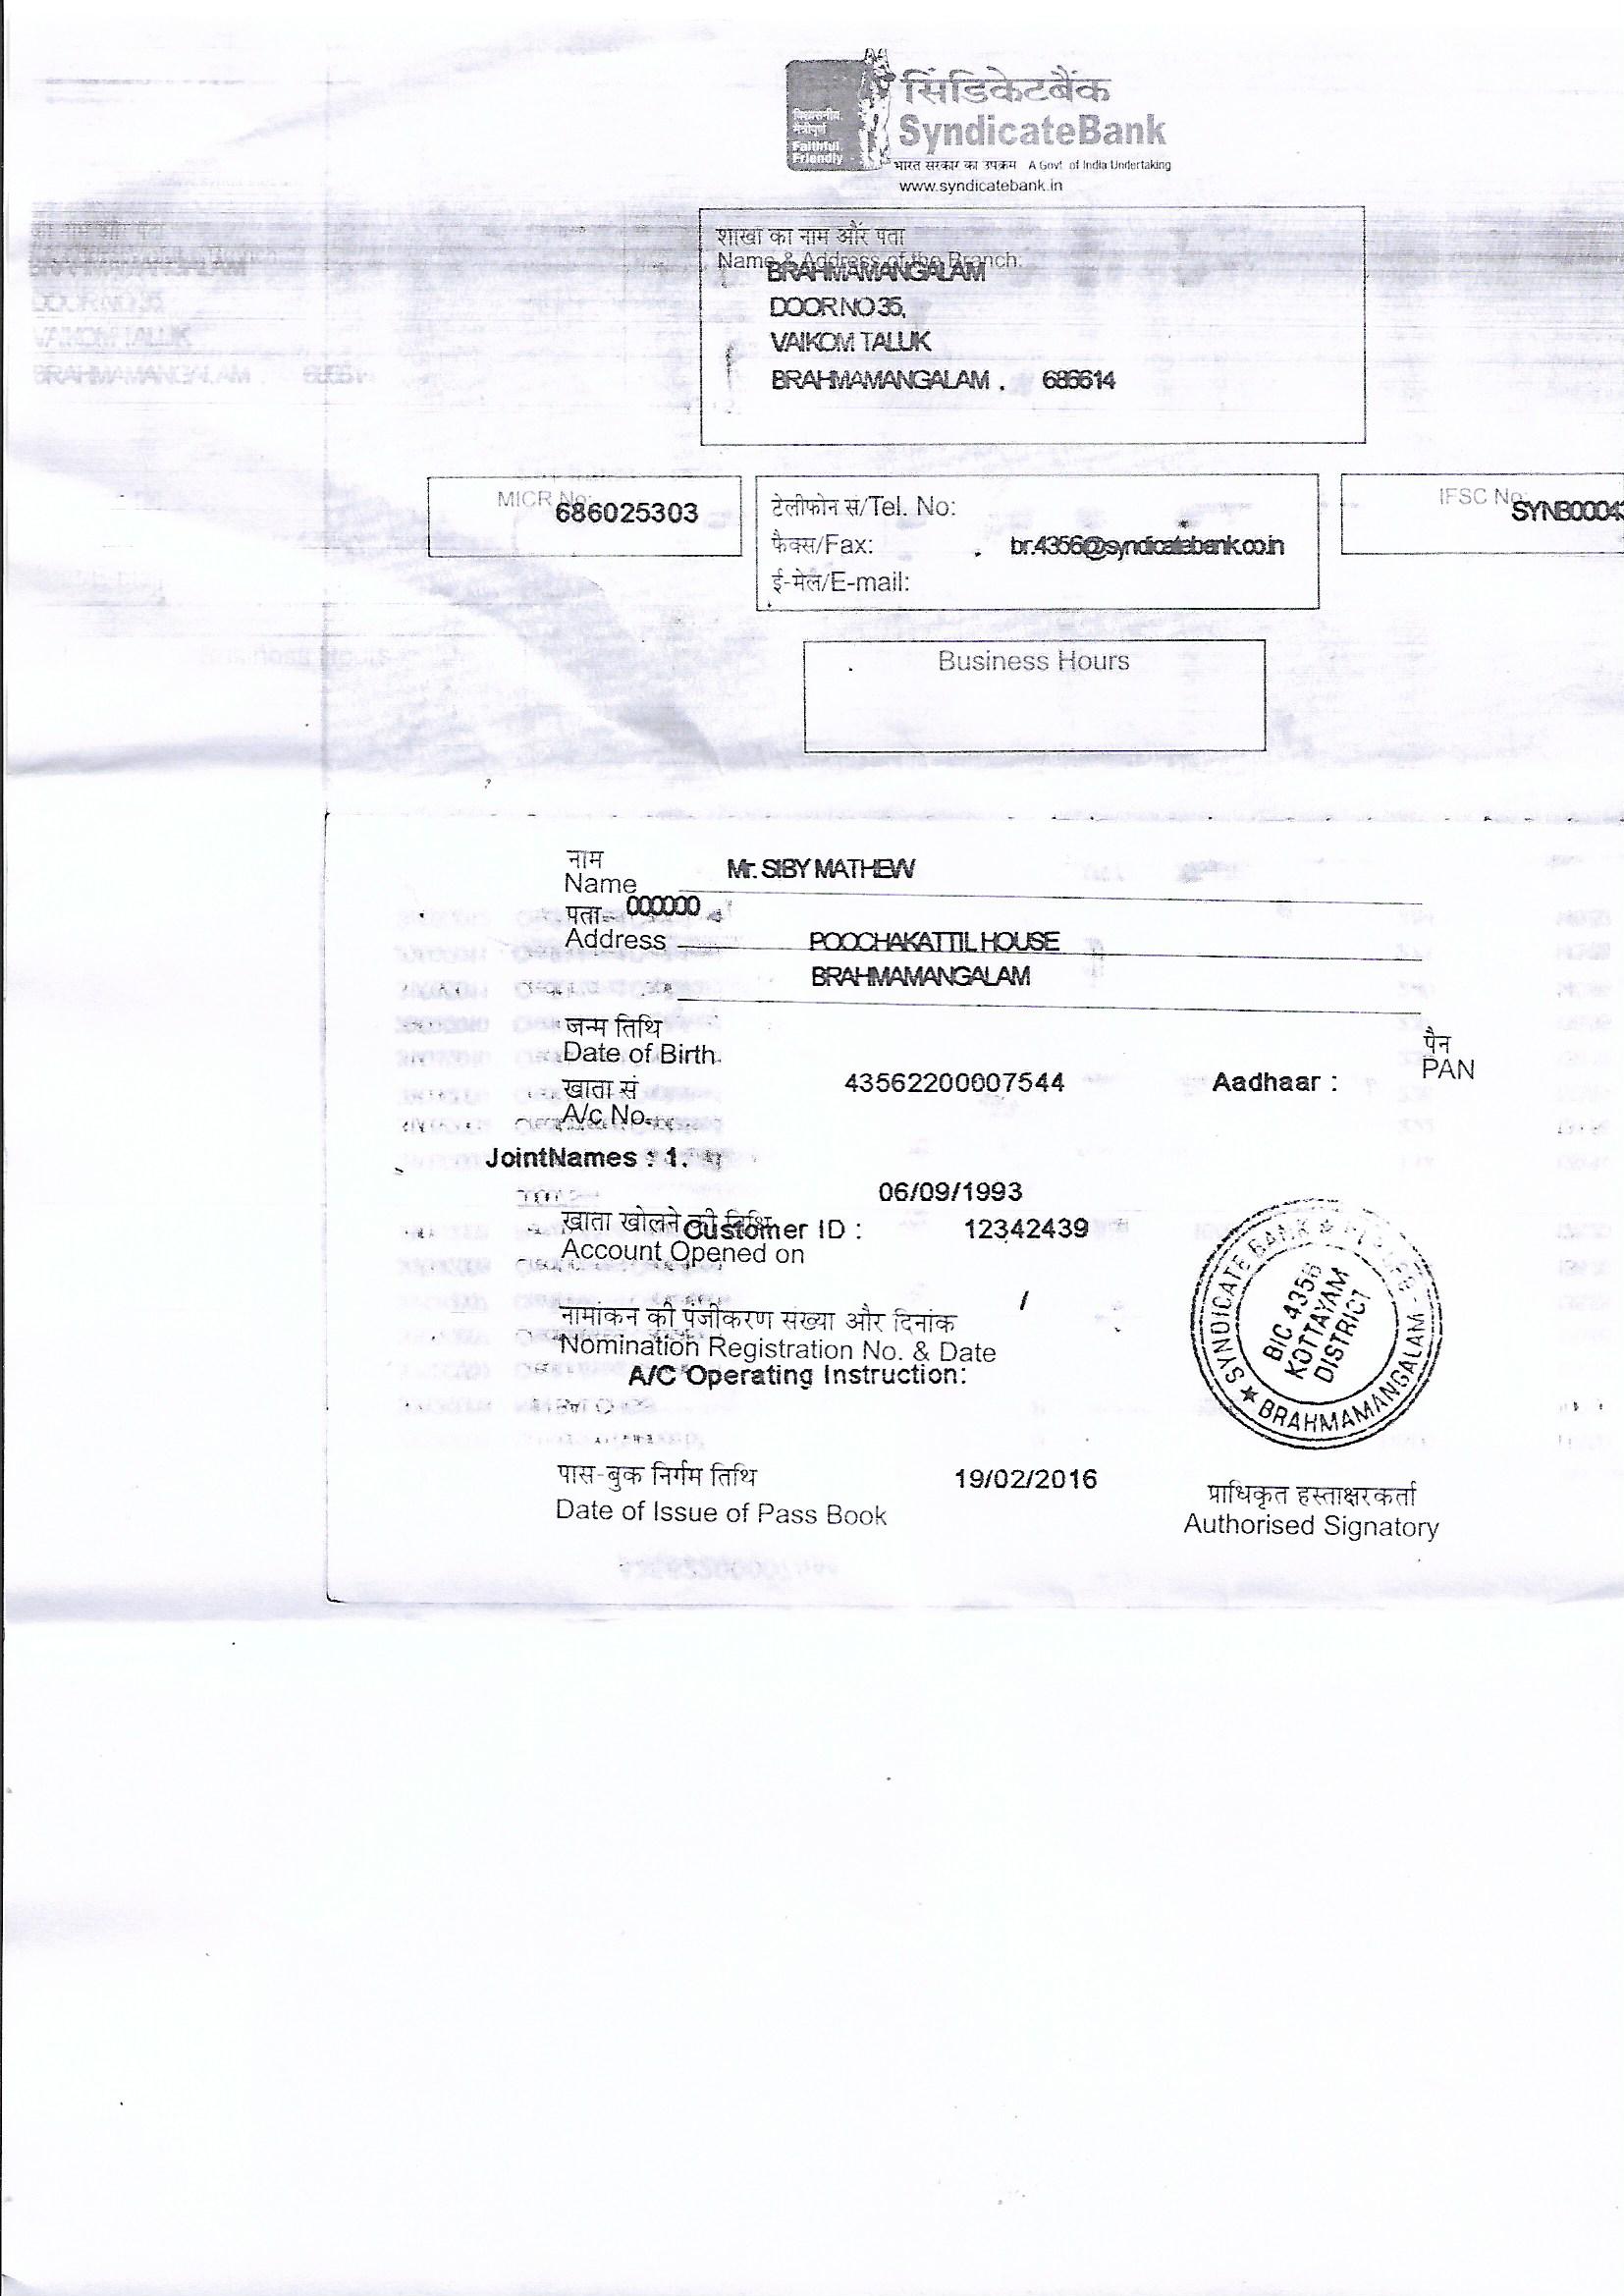 सिंडिकेटबैंक
विश्वसनीय, मैत्रीपूर्ण
SyndicateBank
Faithful, Friendly
भारत सरकार का उपक्रम A Govt of India Undertaking
www.syndicatebank.in
शाखा का नाम और पता
Name & Address of the Branch:
BRAHMAMANGALAM
DOOR NO 35,
VAIKOM TALUK
BRAHMAMANGALAM . 686614
MICR No:
686025303
टेलीफोन सं/Tel. No:
फैक्स/Fax:
br.4356@syndicatebank.co.in
ई-मेल/E-mail:
IFSC No:
SYNB00043
Business Hours
नाम
Name
Mr. SIBY MATHEW
पता
000000
Address
POOCHAKATTIL HOUSE
BRAHMAMANGALAM
जन्म तिथि
Date of Birth
पैन
PAN
खाता सं
A/c No.
43562200007544
Aadhaar :
JointNames : 1.
06/09/1993
खाता खोलने की तिथि
Customer ID : 12342439
Account Opened on
नामांकन की पंजीकरण संख्या और दिनांक
/
Nomination Registration No. & Date
A/C Operating Instruction:
SYNDICATE BANK
BIC 4356
KOTTAYAM
DISTRICT
★ BRAHMAMANGALAM -
पास-बुक निर्गम तिथि
19/02/2016
Date of Issue of Pass Book
प्राधिकृत हस्ताक्षरकर्ता
Authorised Signatory